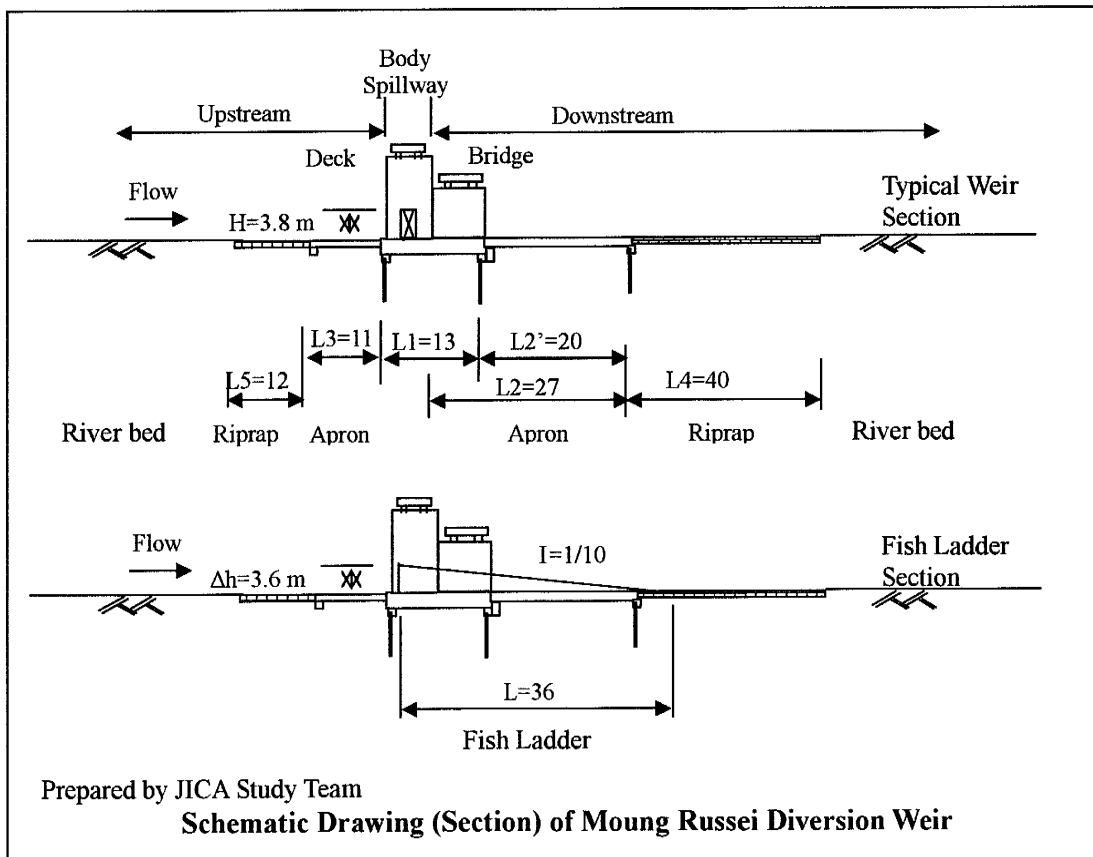 Body
Spillway
Upstream
Downstream
Deck
Bridge
Flow
H=3.8 m
Typical Weir
Section
L3=11
L1=13
L2'=20
L5=12
L2=27
L4=40
River bed
Riprap
Apron
Apron
Riprap
River bed
Flow
Δh=3.6 m
I=1/10
Fish Ladder
Section
L=36
Fish Ladder
Prepared by JICA Study Team
Schematic Drawing (Section) of Moung Russei Diversion Weir